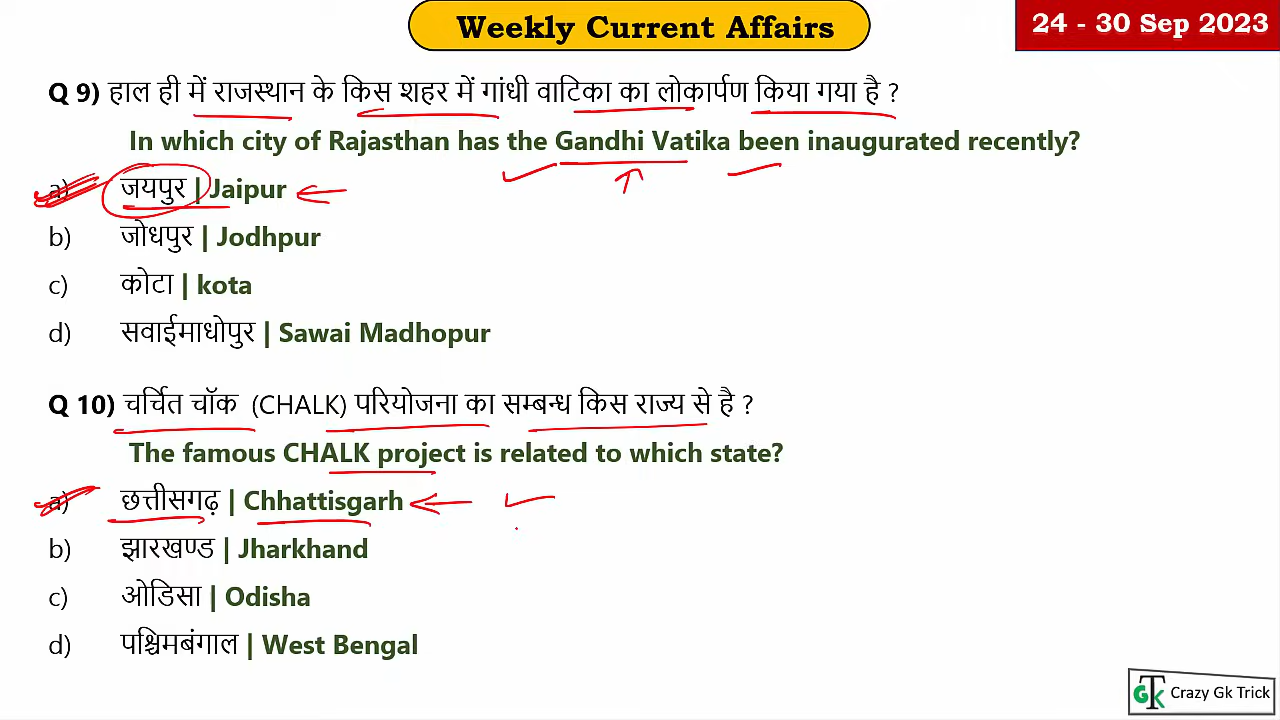 Weekly Current Affairs
24 - 30 Sep 2023
Q 9) हाल ही में राजस्थान के किस शहर में गांधी वाटिका का लोकार्पण किया गया है ?
In which city of Rajasthan has the Gandhi Vatika been inaugurated recently?
a) जयपुर | Jaipur
b) जोधपुर | Jodhpur
c) कोटा | kota
d) सवाईमाधोपुर | Sawai Madhopur
Q 10) चर्चित चॉक (CHALK) परियोजना का सम्बन्ध किस राज्य से है ?
The famous CHALK project is related to which state?
a) छत्तीसगढ़ | Chhattisgarh
b) झारखण्ड | Jharkhand
c) ओडिसा | Odisha
d) पश्चिमबंगाल | West Bengal
GTK Crazy Gk Trick